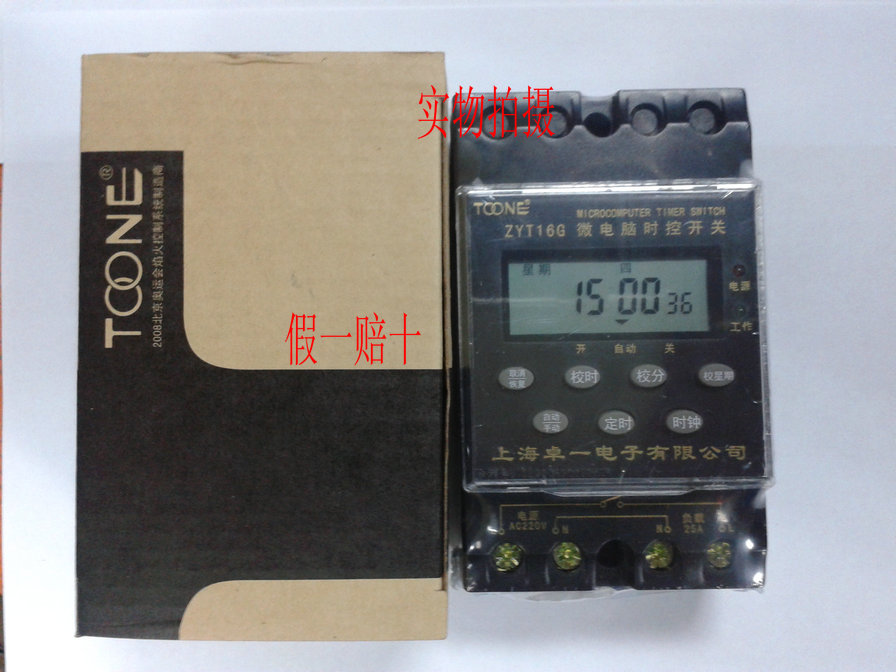 实物拍摄
假一赔十
TOONE®
2008北京奥运会焰火控制系统制造商
TOONE®
MICROCOMPUTER TIMER SWITCH
ZYT16G 微电脑时控开关
星期 四
15 00 36
电源
工作
开 自动 关
取消
恢复
校时 校分 校星期
自动
手动
定时 时钟
上海卓一电子有限公司
电源
AC220V
N N
负载
25A
L